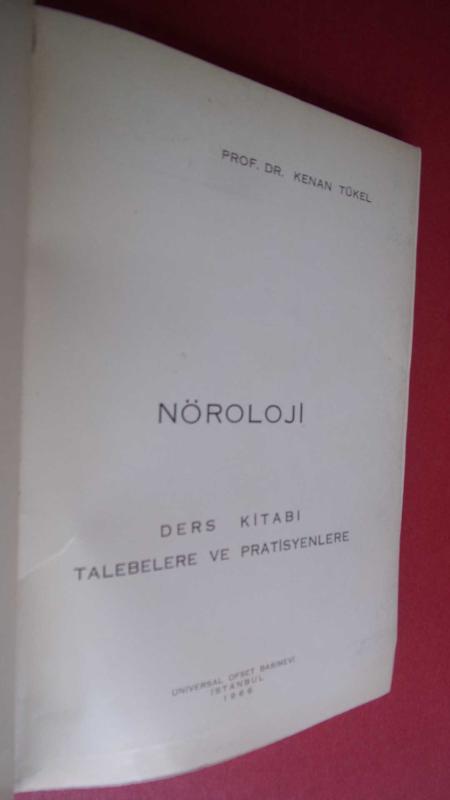 PROF. DR. KENAN TÜKEL
NÖROLOJİ
DERS KİTABI
TALEBELERE VE PRATİSYENLERE
UNIVERSAL OFSET BASIMEVİ
İSTANBUL
1966